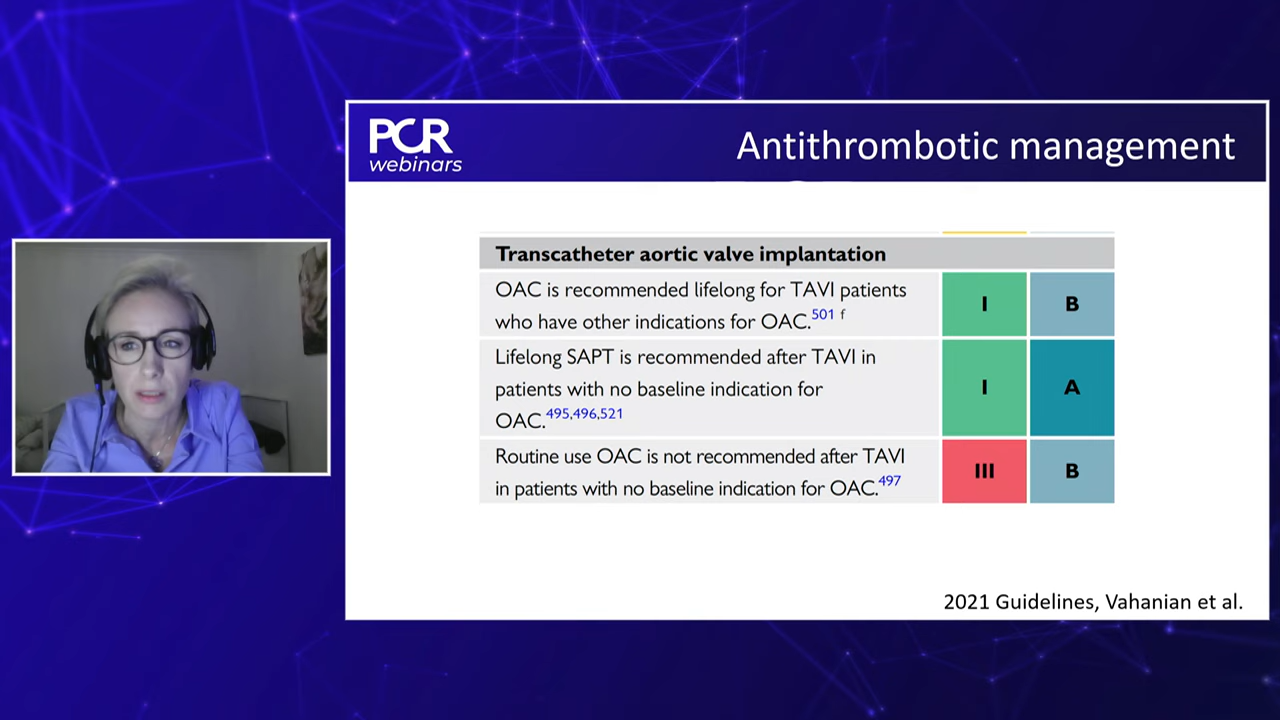 PCR
webinars
Antithrombotic management
Transcatheter aortic valve implantation
OAC is recommended lifelong for TAVI patients
who have other indications for OAC.501 f
I
B
Lifelong SAPT is recommended after TAVI in
patients with no baseline indication for
OAC.495,496,521
I
A
Routine use OAC is not recommended after TAVI
in patients with no baseline indication for OAC.497
III
B
2021 Guidelines, Vahanian et al.